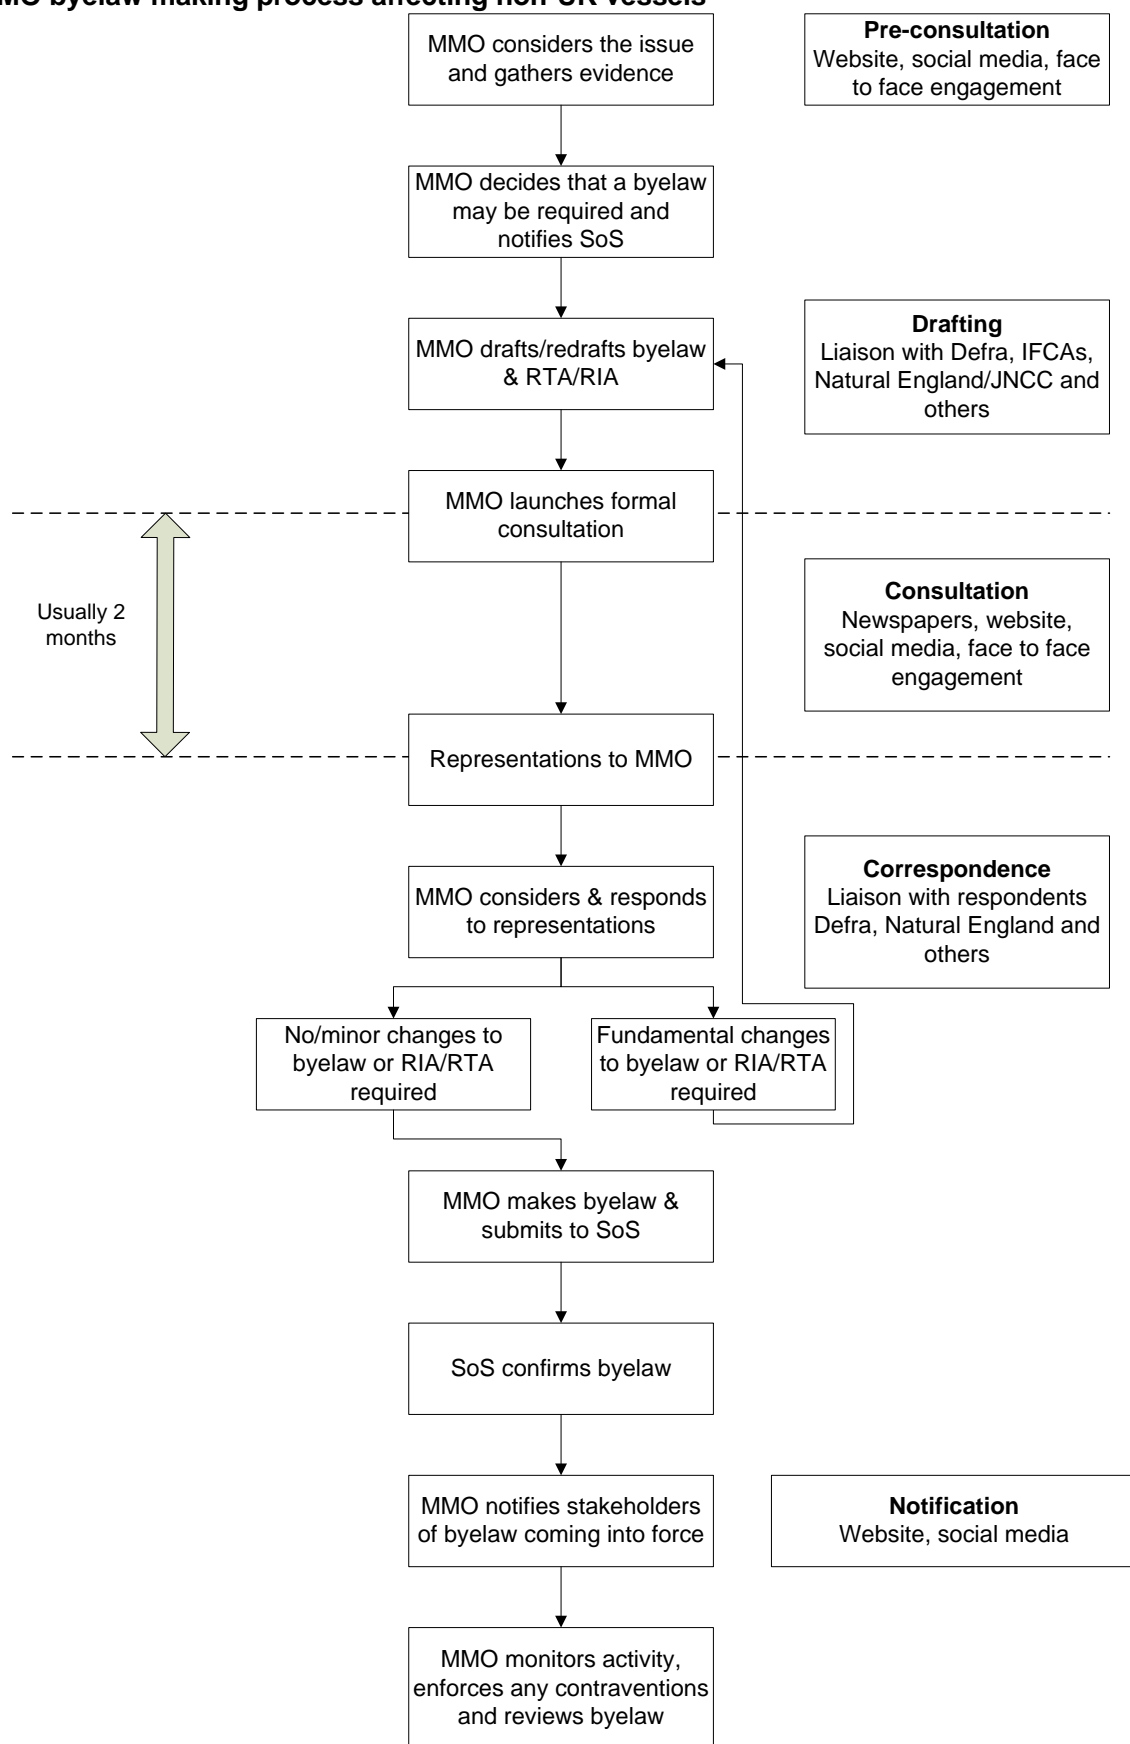 MO byelaw making process affecting non-UK vessels
MMO considers the issue
and gathers evidence
Pre-consultation
Website, social media, face
to face engagement
MMO decides that a byelaw
may be required and
notifies SoS
MMO drafts/redrafts byelaw
& RTA/RIA
Drafting
Liaison with Defra, IFCAs,
Natural England/JNCC and
others
MMO launches formal
consultation
Usually 2
months
Consultation
Newspapers, website,
social media, face to face
engagement
Representations to MMO
MMO considers & responds
to representations
Correspondence
Liaison with respondents
Defra, Natural England and
others
No/minor changes to
byelaw or RIA/RTA
required
Fundamental changes
to byelaw or RIA/RTA
required
MMO makes byelaw &
submits to SoS
SoS confirms byelaw
MMO notifies stakeholders
of byelaw coming into force
Notification
Website, social media
MMO monitors activity,
enforces any contraventions
and reviews byelaw